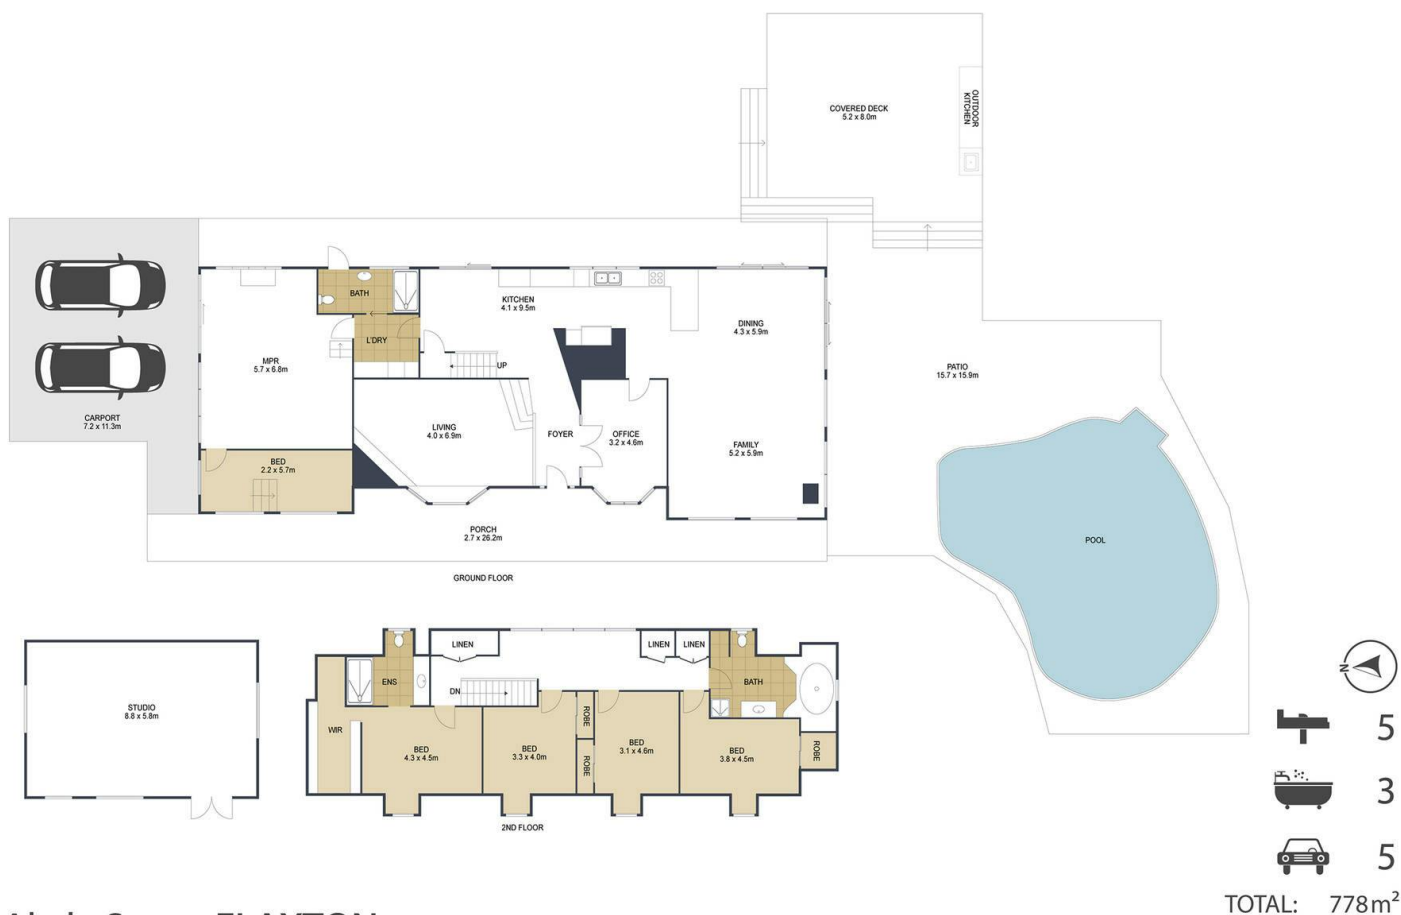 COVERED DECK
5.2 x 8.0m
OUTDOOR
KITCHEN
BATH
KITCHEN
4.1 x 9.5m
DINING
4.3 x 5.9m
L'DRY
MPR
5.7 x 6.8m
UP
PATIO
15.7 x 15.9m
CARPORT
7.2 x 11.3m
LIVING
4.0 x 6.9m
FOYER
OFFICE
3.2 x 4.6m
FAMILY
5.2 x 5.9m
BED
2.2 x 5.7m
PORCH
2.7 x 26.2m
POOL
GROUND FLOOR
LINEN
LINEN
LINEN
ENS
DN
BATH
STUDIO
8.8 x 5.8m
WIR
BED
4.3 x 4.5m
BED
3.3 x 4.0m
ROBE
ROBE
BED
3.1 x 4.6m
BED
3.8 x 4.5m
ROBE
2ND FLOOR
N
5
3
5
TOTAL: 778m²